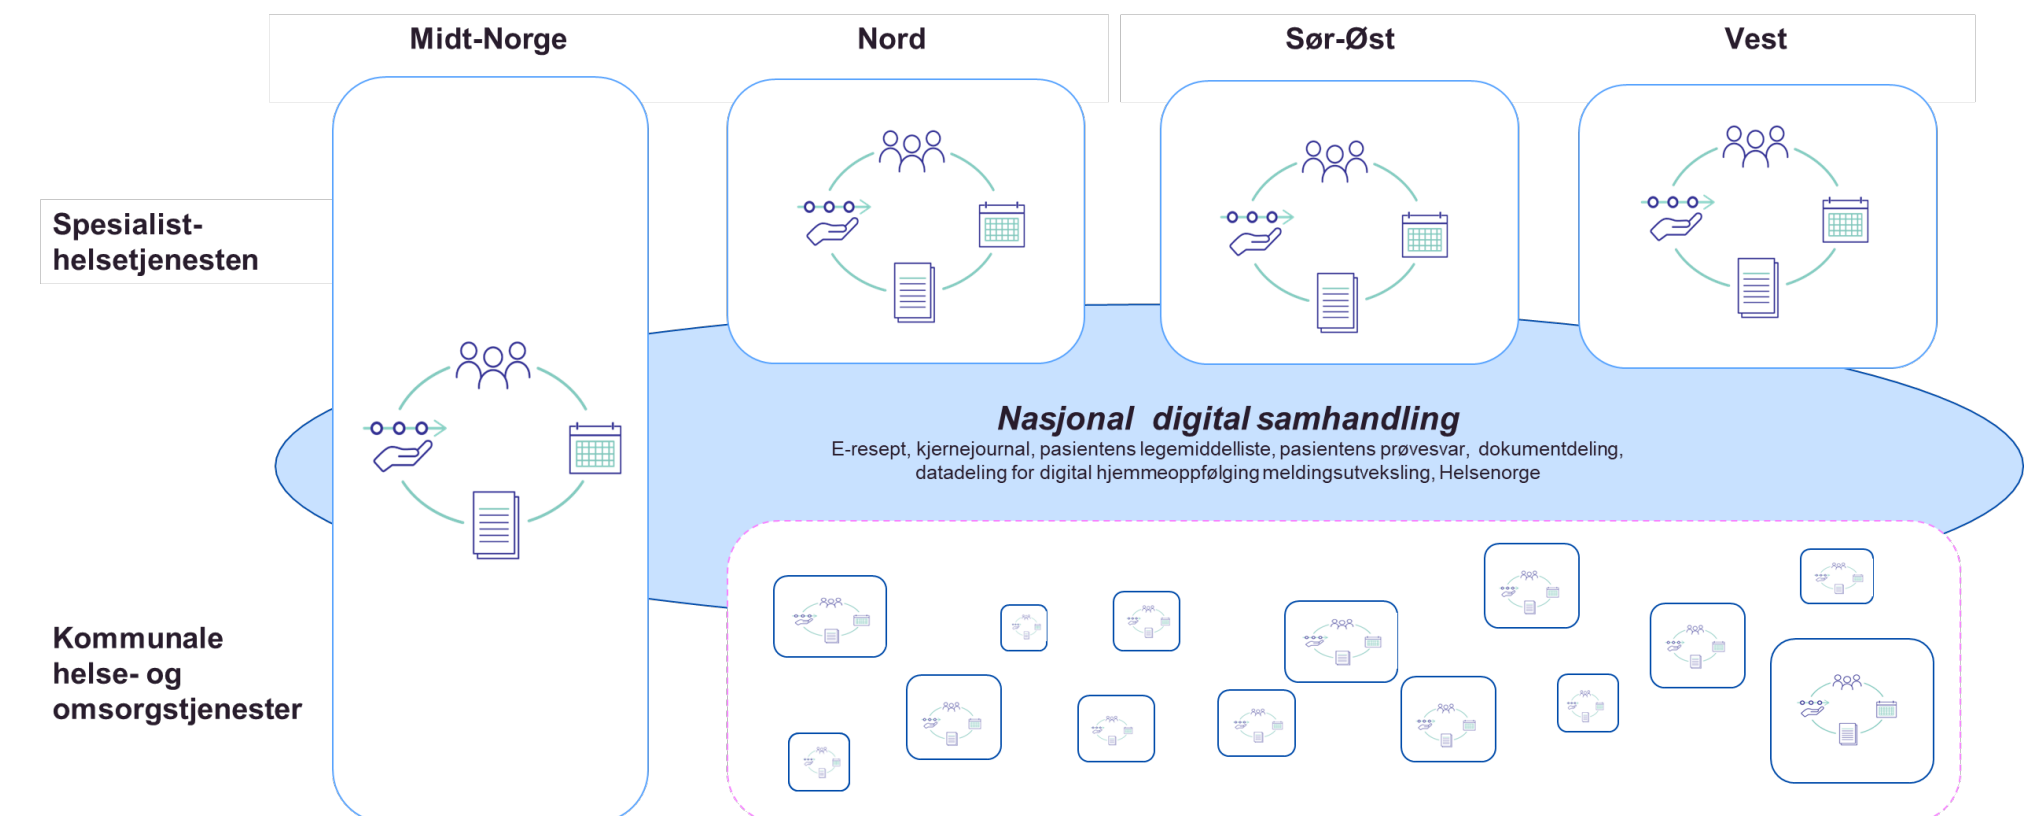 Midt-Norge
Nord
Sør-Øst
Vest
Spesialist-
helsetjenesten
Nasjonal digital samhandling
E-resept, kjernejournal, pasientens legemiddelliste, pasientens prøvesvar, dokumentdeling,
datadeling for digital hjemmeoppfølging meldingsutveksling, Helsenorge
Kommunale
helse- og
omsorgstjenester